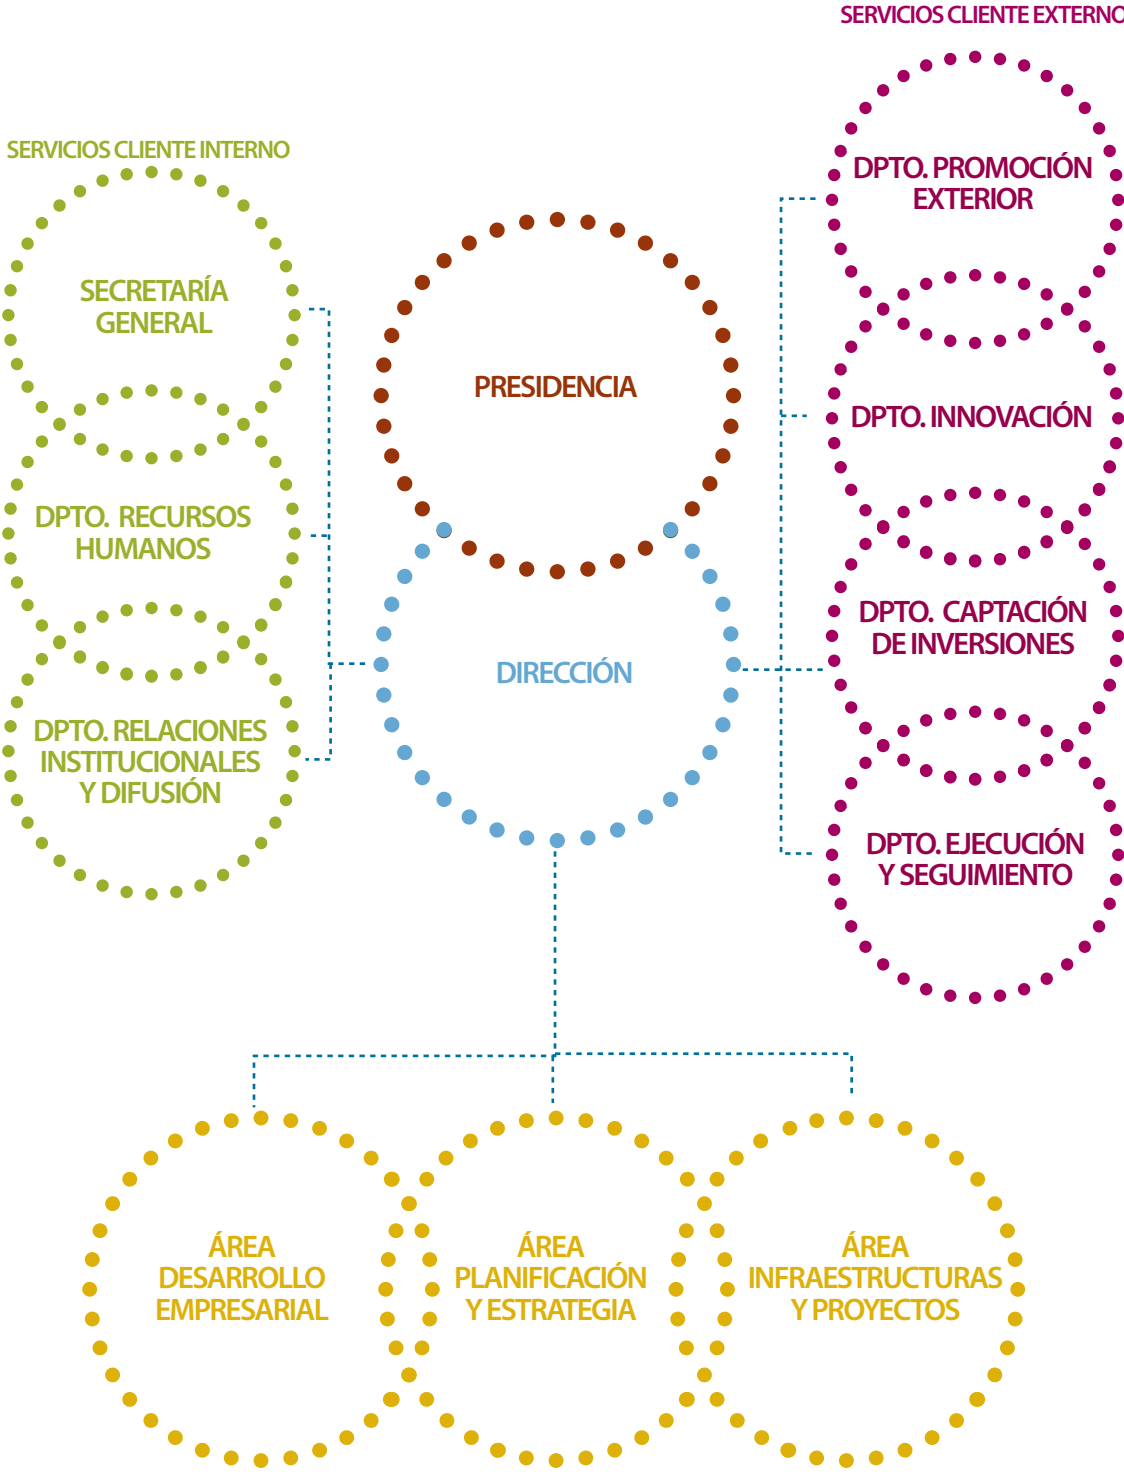 SERVICIOS CLIENTE EXTERNO
DPTO. PROMOCIÓN
EXTERIOR
DPTO. INNOVACIÓN
DPTO. CAPTACIÓN
DE INVERSIONES
DPTO. EJECUCIÓN
Y SEGUIMIENTO
SERVICIOS CLIENTE INTERNO
SECRETARÍA
GENERAL
DPTO. RECURSOS
HUMANOS
DPTO. RELACIONES
INSTITUCIONALES
Y DIFUSIÓN
PRESIDENCIA
DIRECCIÓN
ÁREA
DESARROLLO
EMPRESARIAL
ÁREA
PLANIFICACIÓN
Y ESTRATEGIA
ÁREA
INFRAESTRUCTURAS
Y PROYECTOS